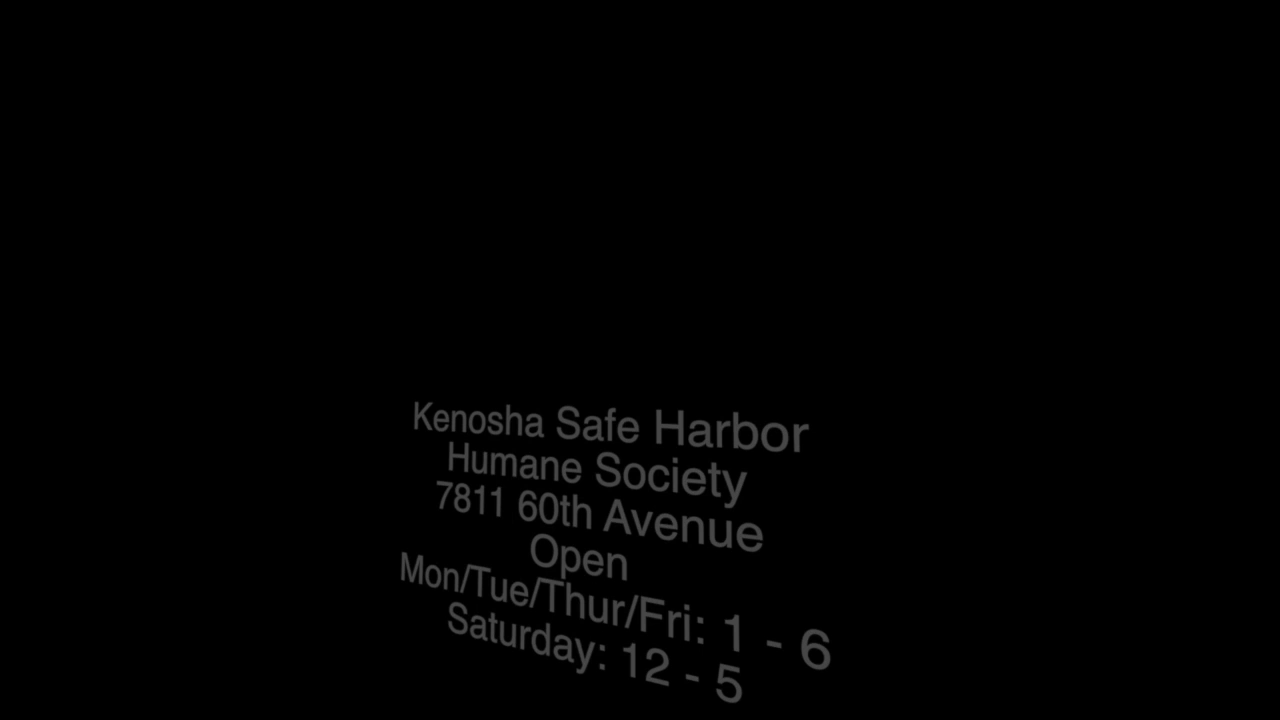 Kenosha Safe Harbor
Humane Society
7811 60th Avenue
Open
Mon/Tue/Thur/Fri: 1 - 6
Saturday: 12 - 5